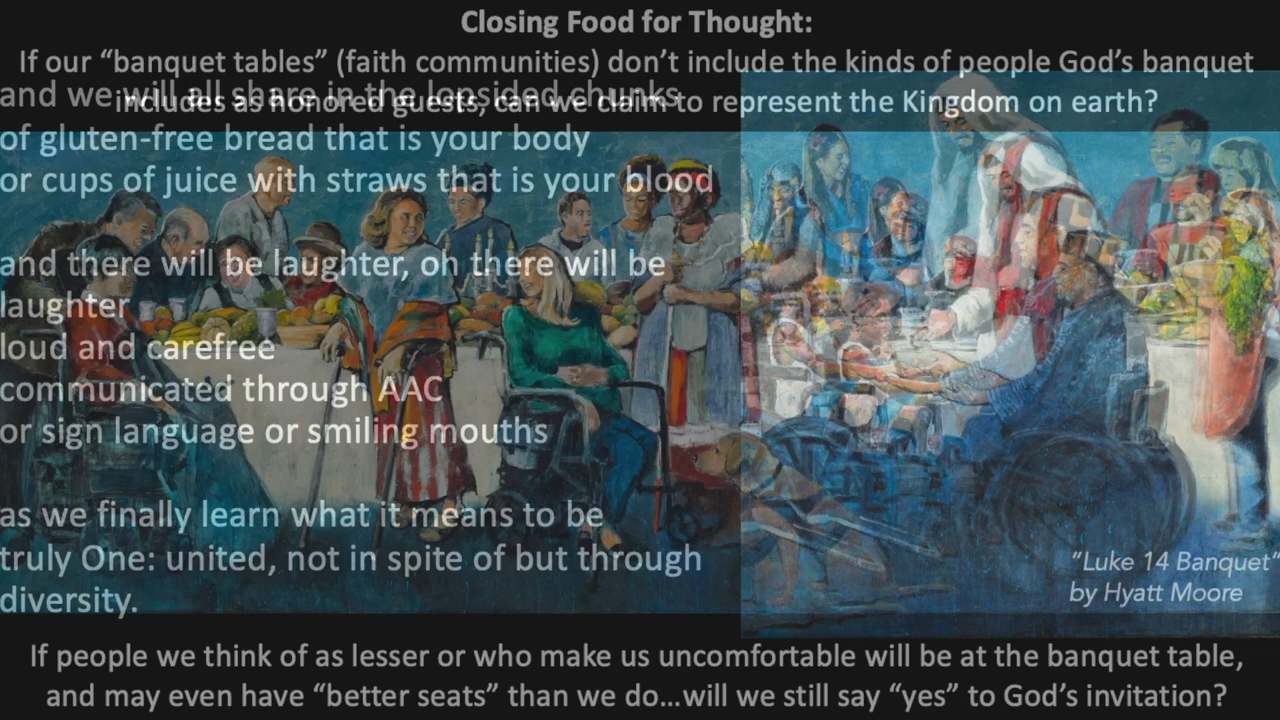 Closing Food for Thought:
If our “banquet tables” (faith communities) don’t include the kinds of people God’s banquet
includes as honored guests, can we claim to represent the Kingdom on earth?
and we will all share in the lopsided chunks
of gluten-free bread that is your body
or cups of juice with straws that is your blood
and there will be laughter, oh there will be
laughter
loud and carefree
communicated through AAC
or sign language or smiling mouths
as we finally learn what it means to be
truly One: united, not in spite of but through
diversity.
“Luke 14 Banquet”
by Hyatt Moore
If people we think of as lesser or who make us uncomfortable will be at the banquet table,
and may even have “better seats” than we do…will we still say “yes” to God’s invitation?